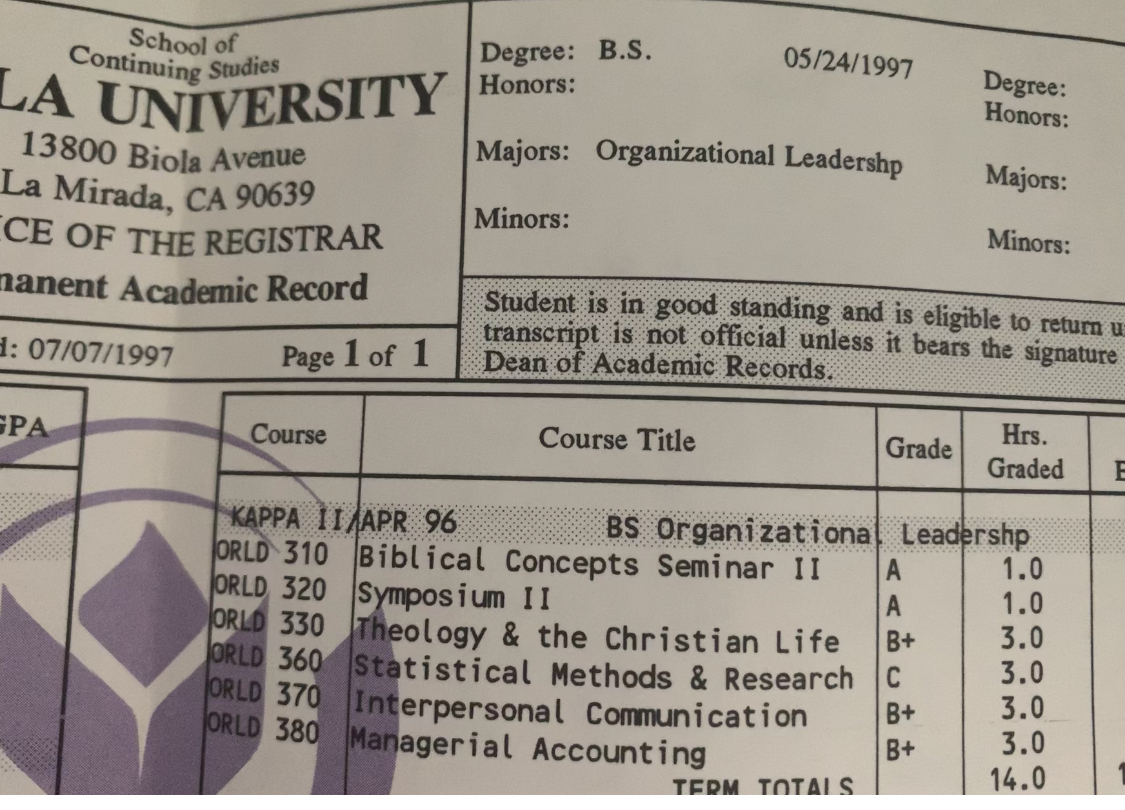 School of
Continuing Studies
LA UNIVERSITY
13800 Biola Avenue
La Mirada, CA 90639
CE OF THE REGISTRAR
manent Academic Record
d: 07/07/1997 Page 1 of 1
Degree: B.S. 05/24/1997
Honors:
Majors: Organizational Leadershp
Minors:
Degree:
Honors:
Majors:
Minors:
Student is in good standing and is eligible to return u
transcript is not official unless it bears the signature
Dean of Academic Records.
GPA
Course Course Title Grade Hrs. Graded
KAPPA II/APR 96 BS Organizational Leadershp
ORLD 310 Biblical Concepts Seminar II A 1.0
ORLD 320 Symposium II A 1.0
ORLD 330 Theology & the Christian Life B+ 3.0
ORLD 360 Statistical Methods & Research C 3.0
ORLD 370 Interpersonal Communication B+ 3.0
ORLD 380 Managerial Accounting B+ 3.0
TERM TOTALS 14.0